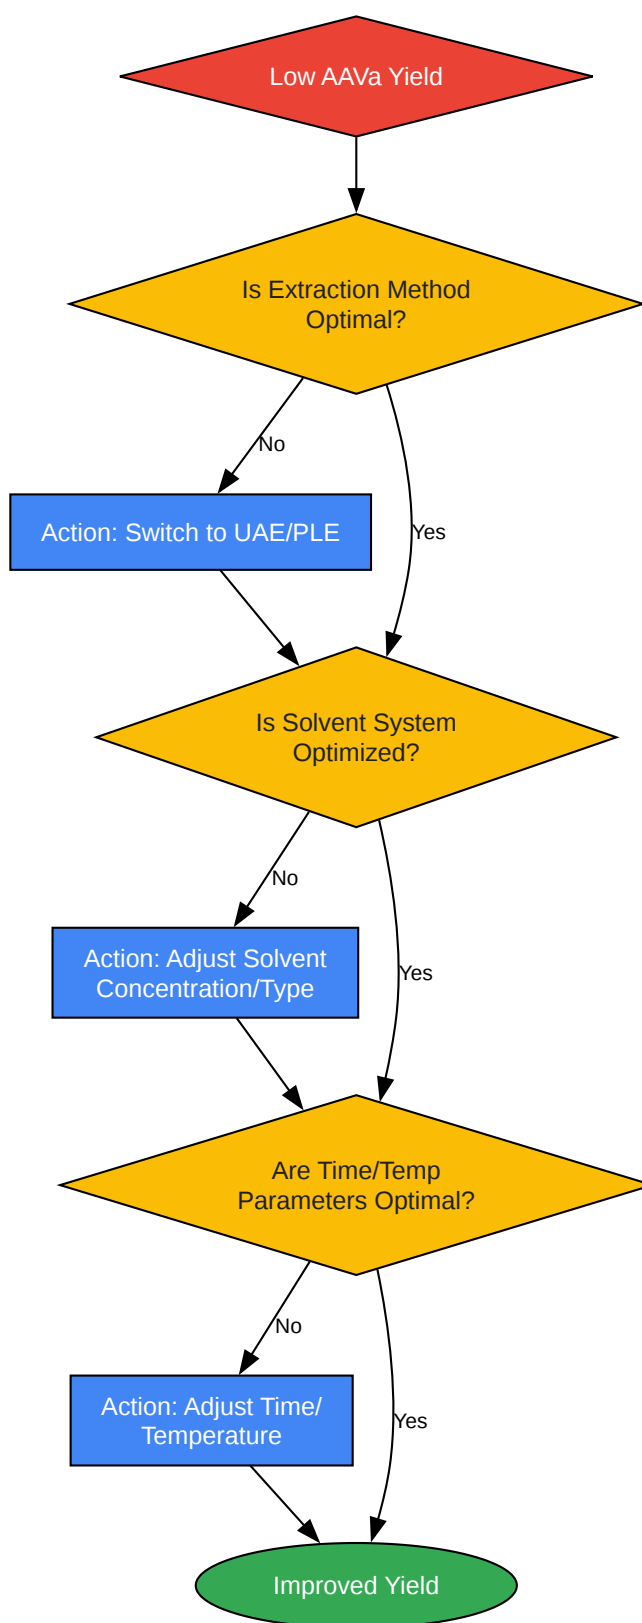 Low AAVa Yield
Is Extraction Method
Optimal?
No
Action: Switch to UAE/PLE
Yes
Is Solvent System
Optimized?
No
Action: Adjust Solvent
Concentration/Type
Yes
Are Time/Temp
Parameters Optimal?
No
Action: Adjust Time/
Temperature
Yes
Improved Yield